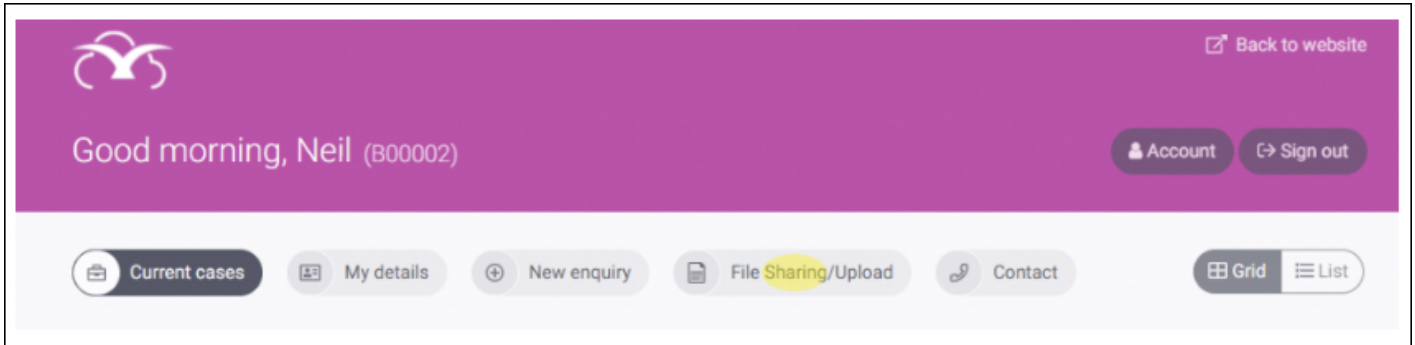 Back to website
Good morning, Neil (B00002)
Account
Sign out
Current cases
My details
New enquiry
File Sharing/Upload
Contact
Grid
List